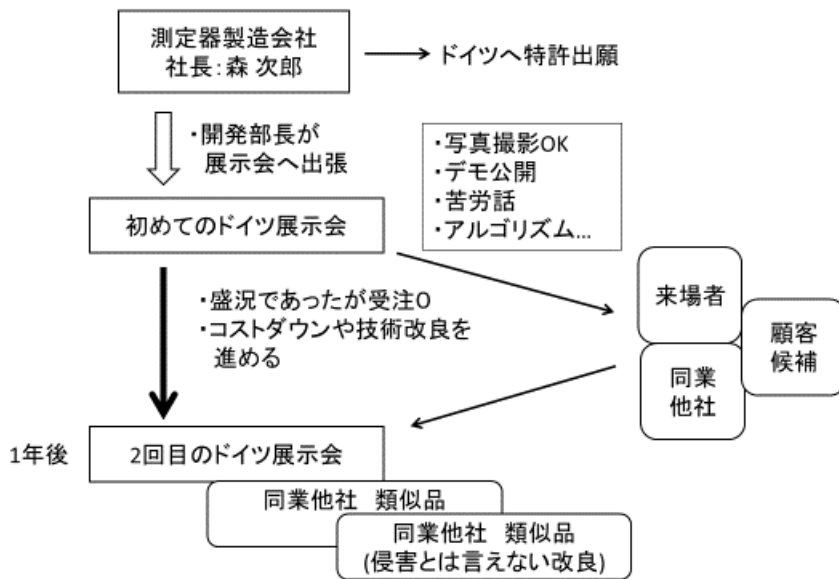 測定器製造会社
社長：森 次郎
ドイツへ特許出願
・開発部長が
展示会へ出張
・写真撮影OK
・デモ公開
・苦労話
・アルゴリズム…
初めてのドイツ展示会
来場者
顧客
候補
同業
他社
・盛況であったが受注0
・コストダウンや技術改良を
進める
1年後
2回目のドイツ展示会
同業他社 類似品
同業他社 類似品
(侵害とは言えない改良)